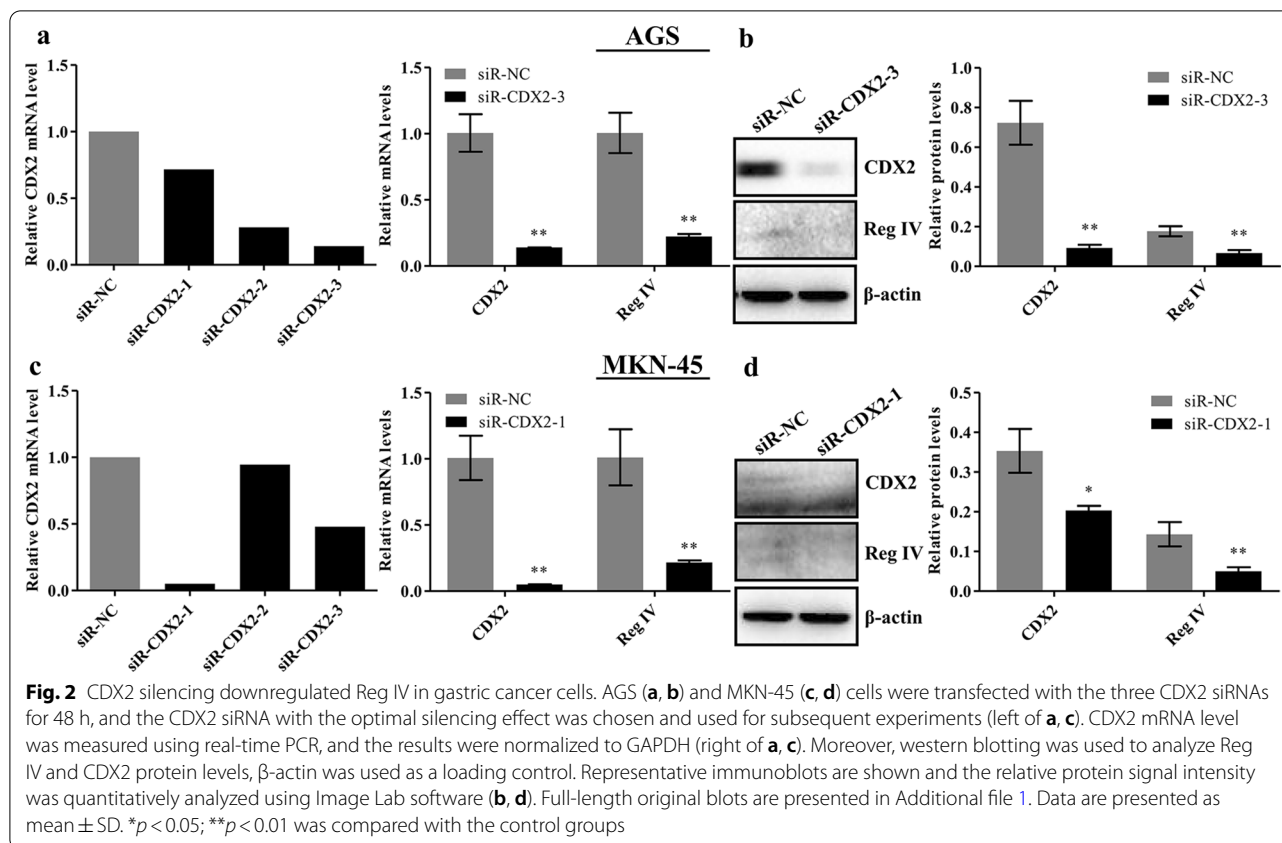 a
AGS
b
Relative CDX2 mRNA level
1.5
1.0
0.5
0.0
siR-NC
siR-CDX2-1
siR-CDX2-2
siR-CDX2-3
Relative mRNA levels
1.5
1.0
0.5
0.0
siR-NC
siR-CDX2-3
**
**
CDX2
Reg IV
siR-NC
siR-CDX2-3
CDX2
Reg IV
β-actin
Relative protein levels
1.0
0.8
0.6
0.4
0.2
0.0
siR-NC
siR-CDX2-3
**
**
CDX2
Reg IV
c
MKN-45
d
Relative CDX2 mRNA level
1.5
1.0
0.5
0.0
siR-NC
siR-CDX2-1
siR-CDX2-2
siR-CDX2-3
Relative mRNA levels
1.5
1.0
0.5
0.0
siR-NC
siR-CDX2-1
**
**
CDX2
Reg IV
siR-NC
siR-CDX2-1
CDX2
Reg IV
β-actin
Relative protein levels
0.5
0.4
0.3
0.2
0.1
0.0
siR-NC
siR-CDX2-1
*
**
CDX2
Reg IV
Fig. 2 CDX2 silencing downregulated Reg IV in gastric cancer cells. AGS (a, b) and MKN-45 (c, d) cells were transfected with the three CDX2 siRNAs
for 48 h, and the CDX2 siRNA with the optimal silencing effect was chosen and used for subsequent experiments (left of a, c). CDX2 mRNA level
was measured using real-time PCR, and the results were normalized to GAPDH (right of a, c). Moreover, western blotting was used to analyze Reg
IV and CDX2 protein levels, β-actin was used as a loading control. Representative immunoblots are shown and the relative protein signal intensity
was quantitatively analyzed using Image Lab software (b, d). Full-length original blots are presented in Additional file 1. Data are presented as
mean ± SD. *p < 0.05; **p < 0.01 was compared with the control groups